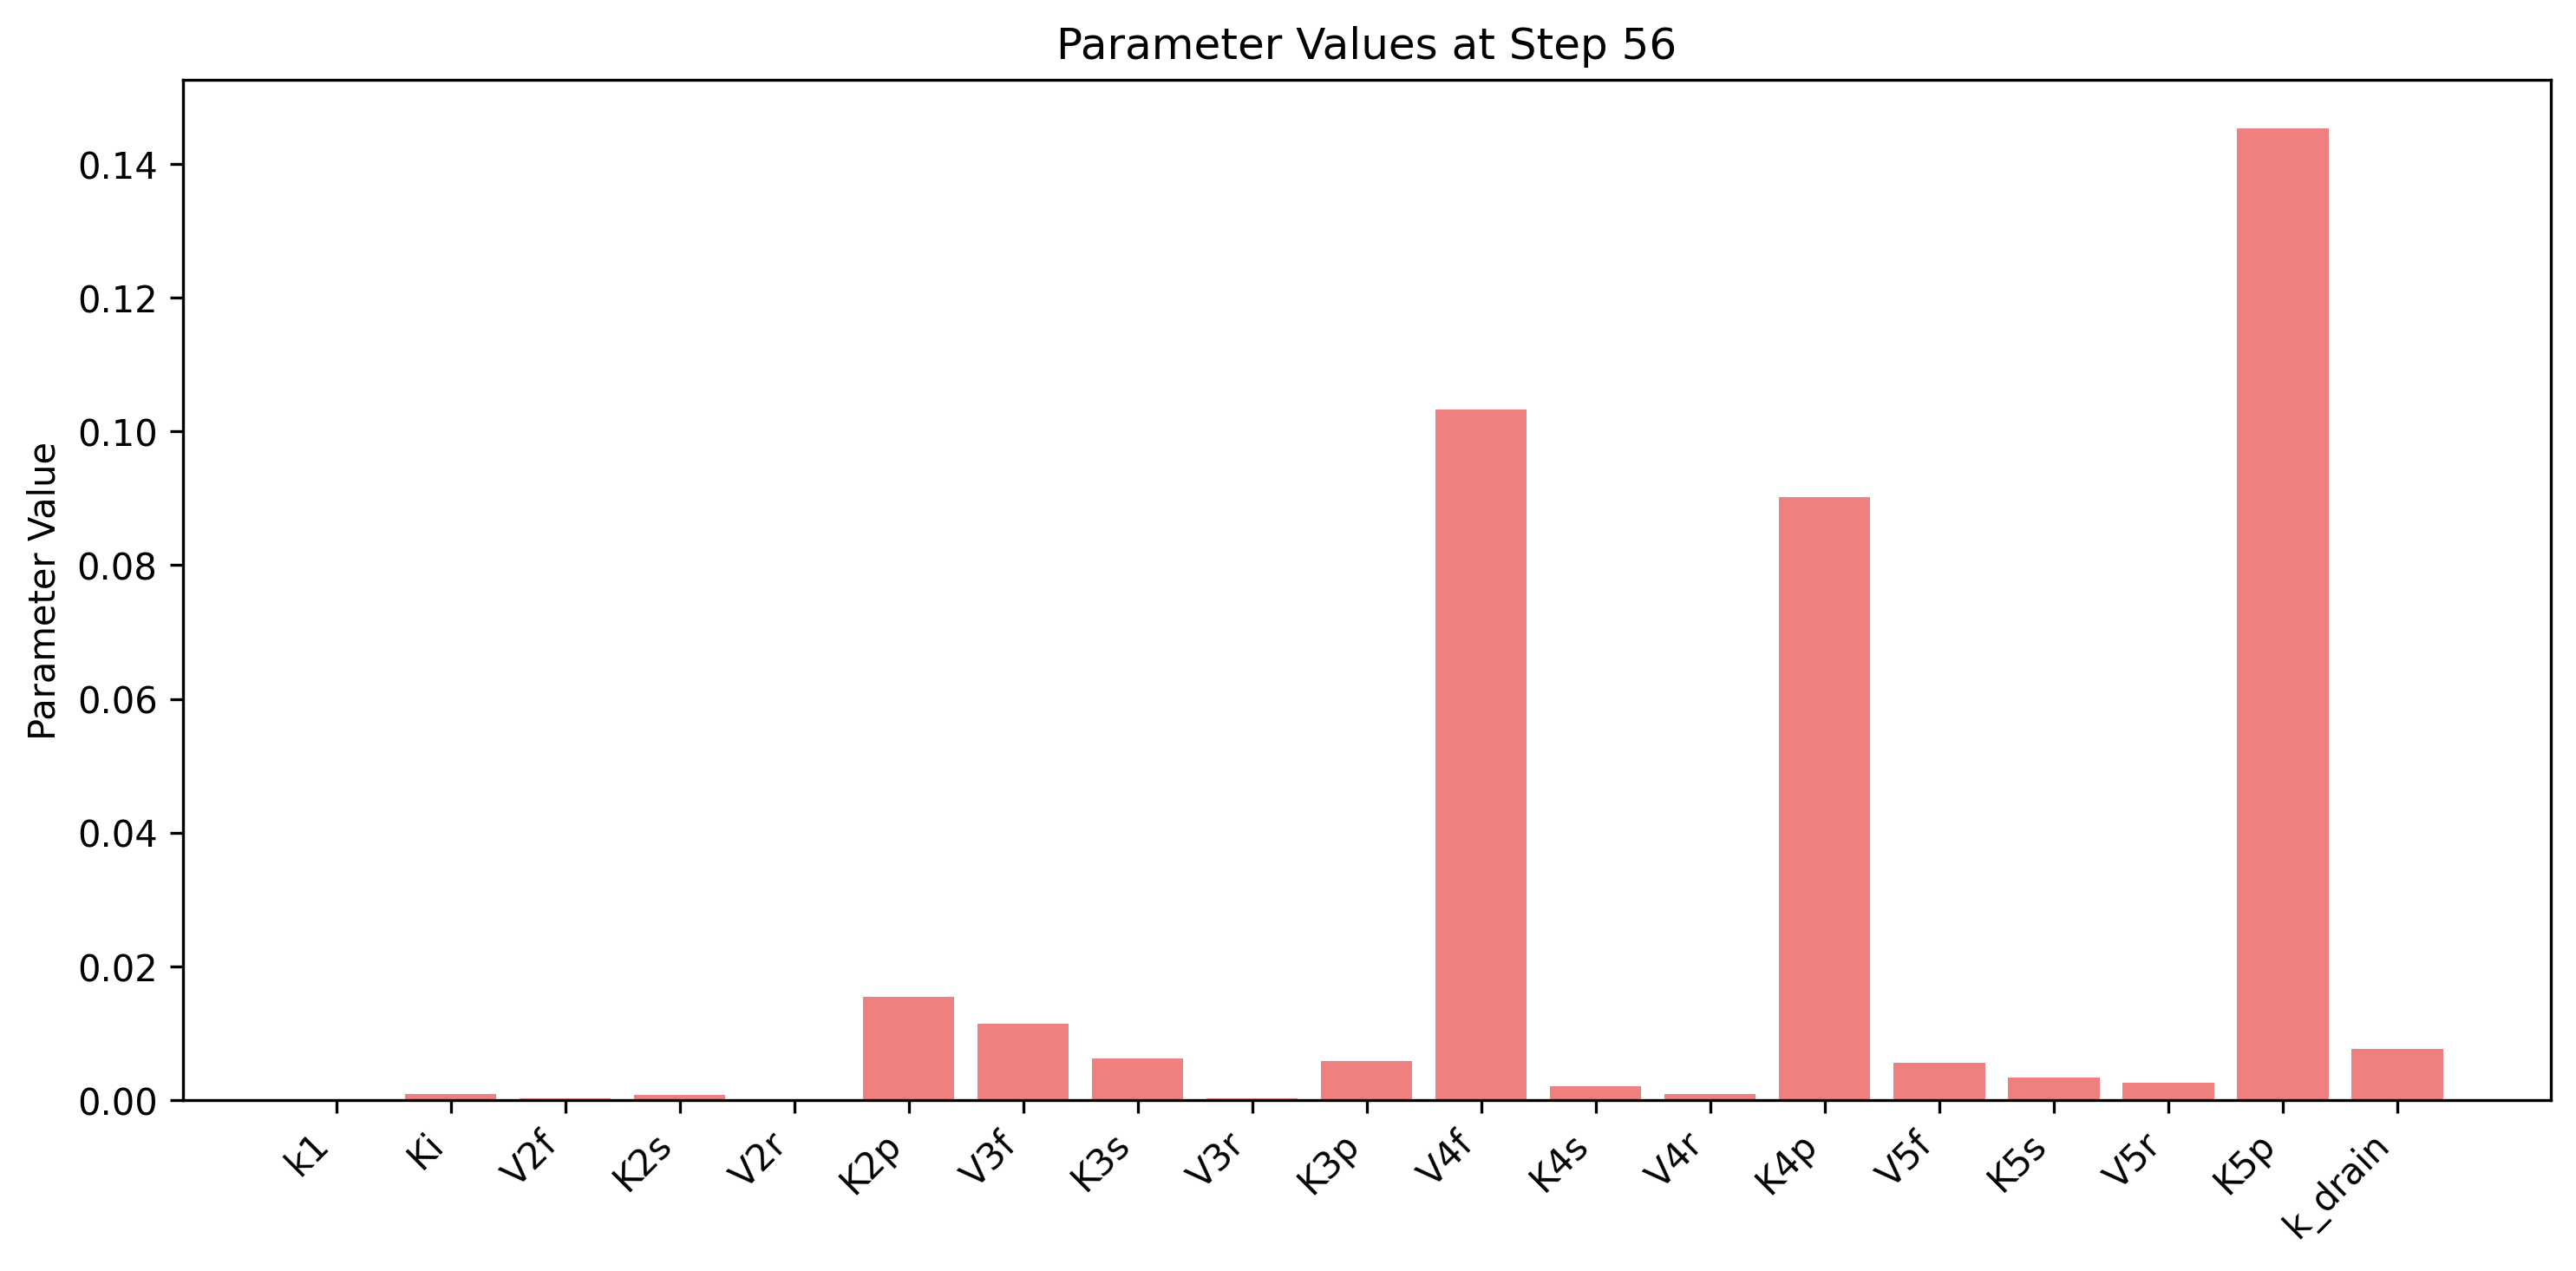 Parameter Values at Step 56
Parameter Value
0.14
0.12
0.10
0.08
0.06
0.04
0.02
0.00
k1
Ki
V2f
K2s
V2r
K2p
V3f
K3s
V3r
K3p
V4f
K4s
V4r
K4p
V5f
K5s
V5r
K5p
k_drain